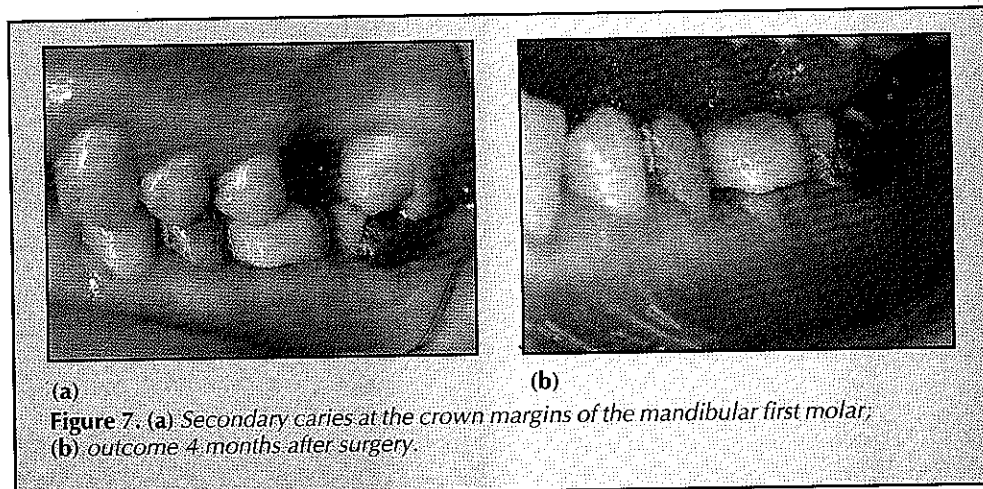 (a)
(b)
Figure 7. (a) Secondary caries at the crown margins of the mandibular first molar;
(b) outcome 4 months after surgery.